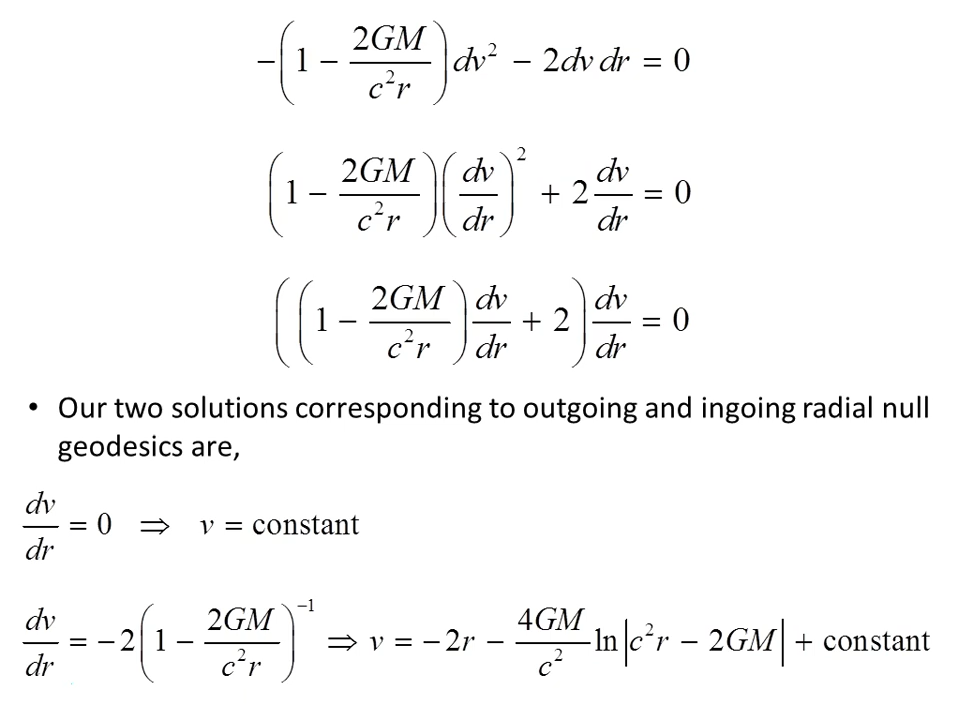 −(1 − 2GM/c²r) dv² − 2dv dr = 0
(1 − 2GM/c²r)(dv/dr)² + 2 dv/dr = 0
((1 − 2GM/c²r) dv/dr + 2) dv/dr = 0
• Our two solutions corresponding to outgoing and ingoing radial null
geodesics are,
dv/dr = 0 ⇒ v = constant
dv/dr = −2(1 − 2GM/c²r)⁻¹ ⇒ v = −2r − 4GM/c² ln|c²r − 2GM| + constant